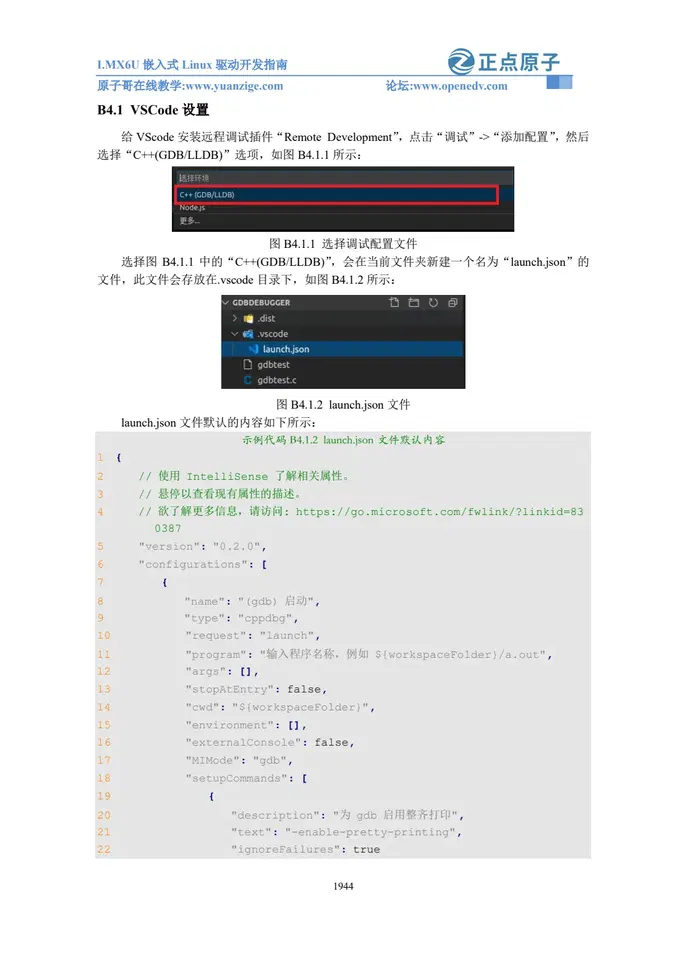 I.MX6U 嵌入式 Linux 驱动开发指南
正点原子
原子哥在线教学:www.yuanzige.com 论坛:www.openedv.com
B4.1 VSCode 设置
给 VScode 安装远程调试插件“Remote Development”，点击“调试”->“添加配置”，然后
选择“C++(GDB/LLDB)”选项，如图 B4.1.1 所示：
选择环境
C++ (GDB/LLDB)
Node.js
更多...
图 B4.1.1 选择调试配置文件
选择图 B4.1.1 中的“C++(GDB/LLDB)”，会在当前文件夹新建一个名为“launch.json”的
文件，此文件会存放在.vscode 目录下，如图 B4.1.2 所示：
GDBDEBUGGER
.dist
.vscode
launch.json
gdbtest
C gdbtest.c
图 B4.1.2 launch.json 文件
launch.json 文件默认的内容如下所示：
示例代码 B4.1.2 launch.json 文件默认内容
1 {
2 // 使用 IntelliSense 了解相关属性。
3 // 悬停以查看现有属性的描述。
4 // 欲了解更多信息，请访问: https://go.microsoft.com/fwlink/?linkid=83
0387
5 "version": "0.2.0",
6 "configurations": [
7 {
8 "name": "(gdb) 启动",
9 "type": "cppdbg",
10 "request": "launch",
11 "program": "输入程序名称，例如 ${workspaceFolder}/a.out",
12 "args": [],
13 "stopAtEntry": false,
14 "cwd": "${workspaceFolder}",
15 "environment": [],
16 "externalConsole": false,
17 "MIMode": "gdb",
18 "setupCommands": [
19 {
20 "description": "为 gdb 启用整齐打印",
21 "text": "-enable-pretty-printing",
22 "ignoreFailures": true
1944